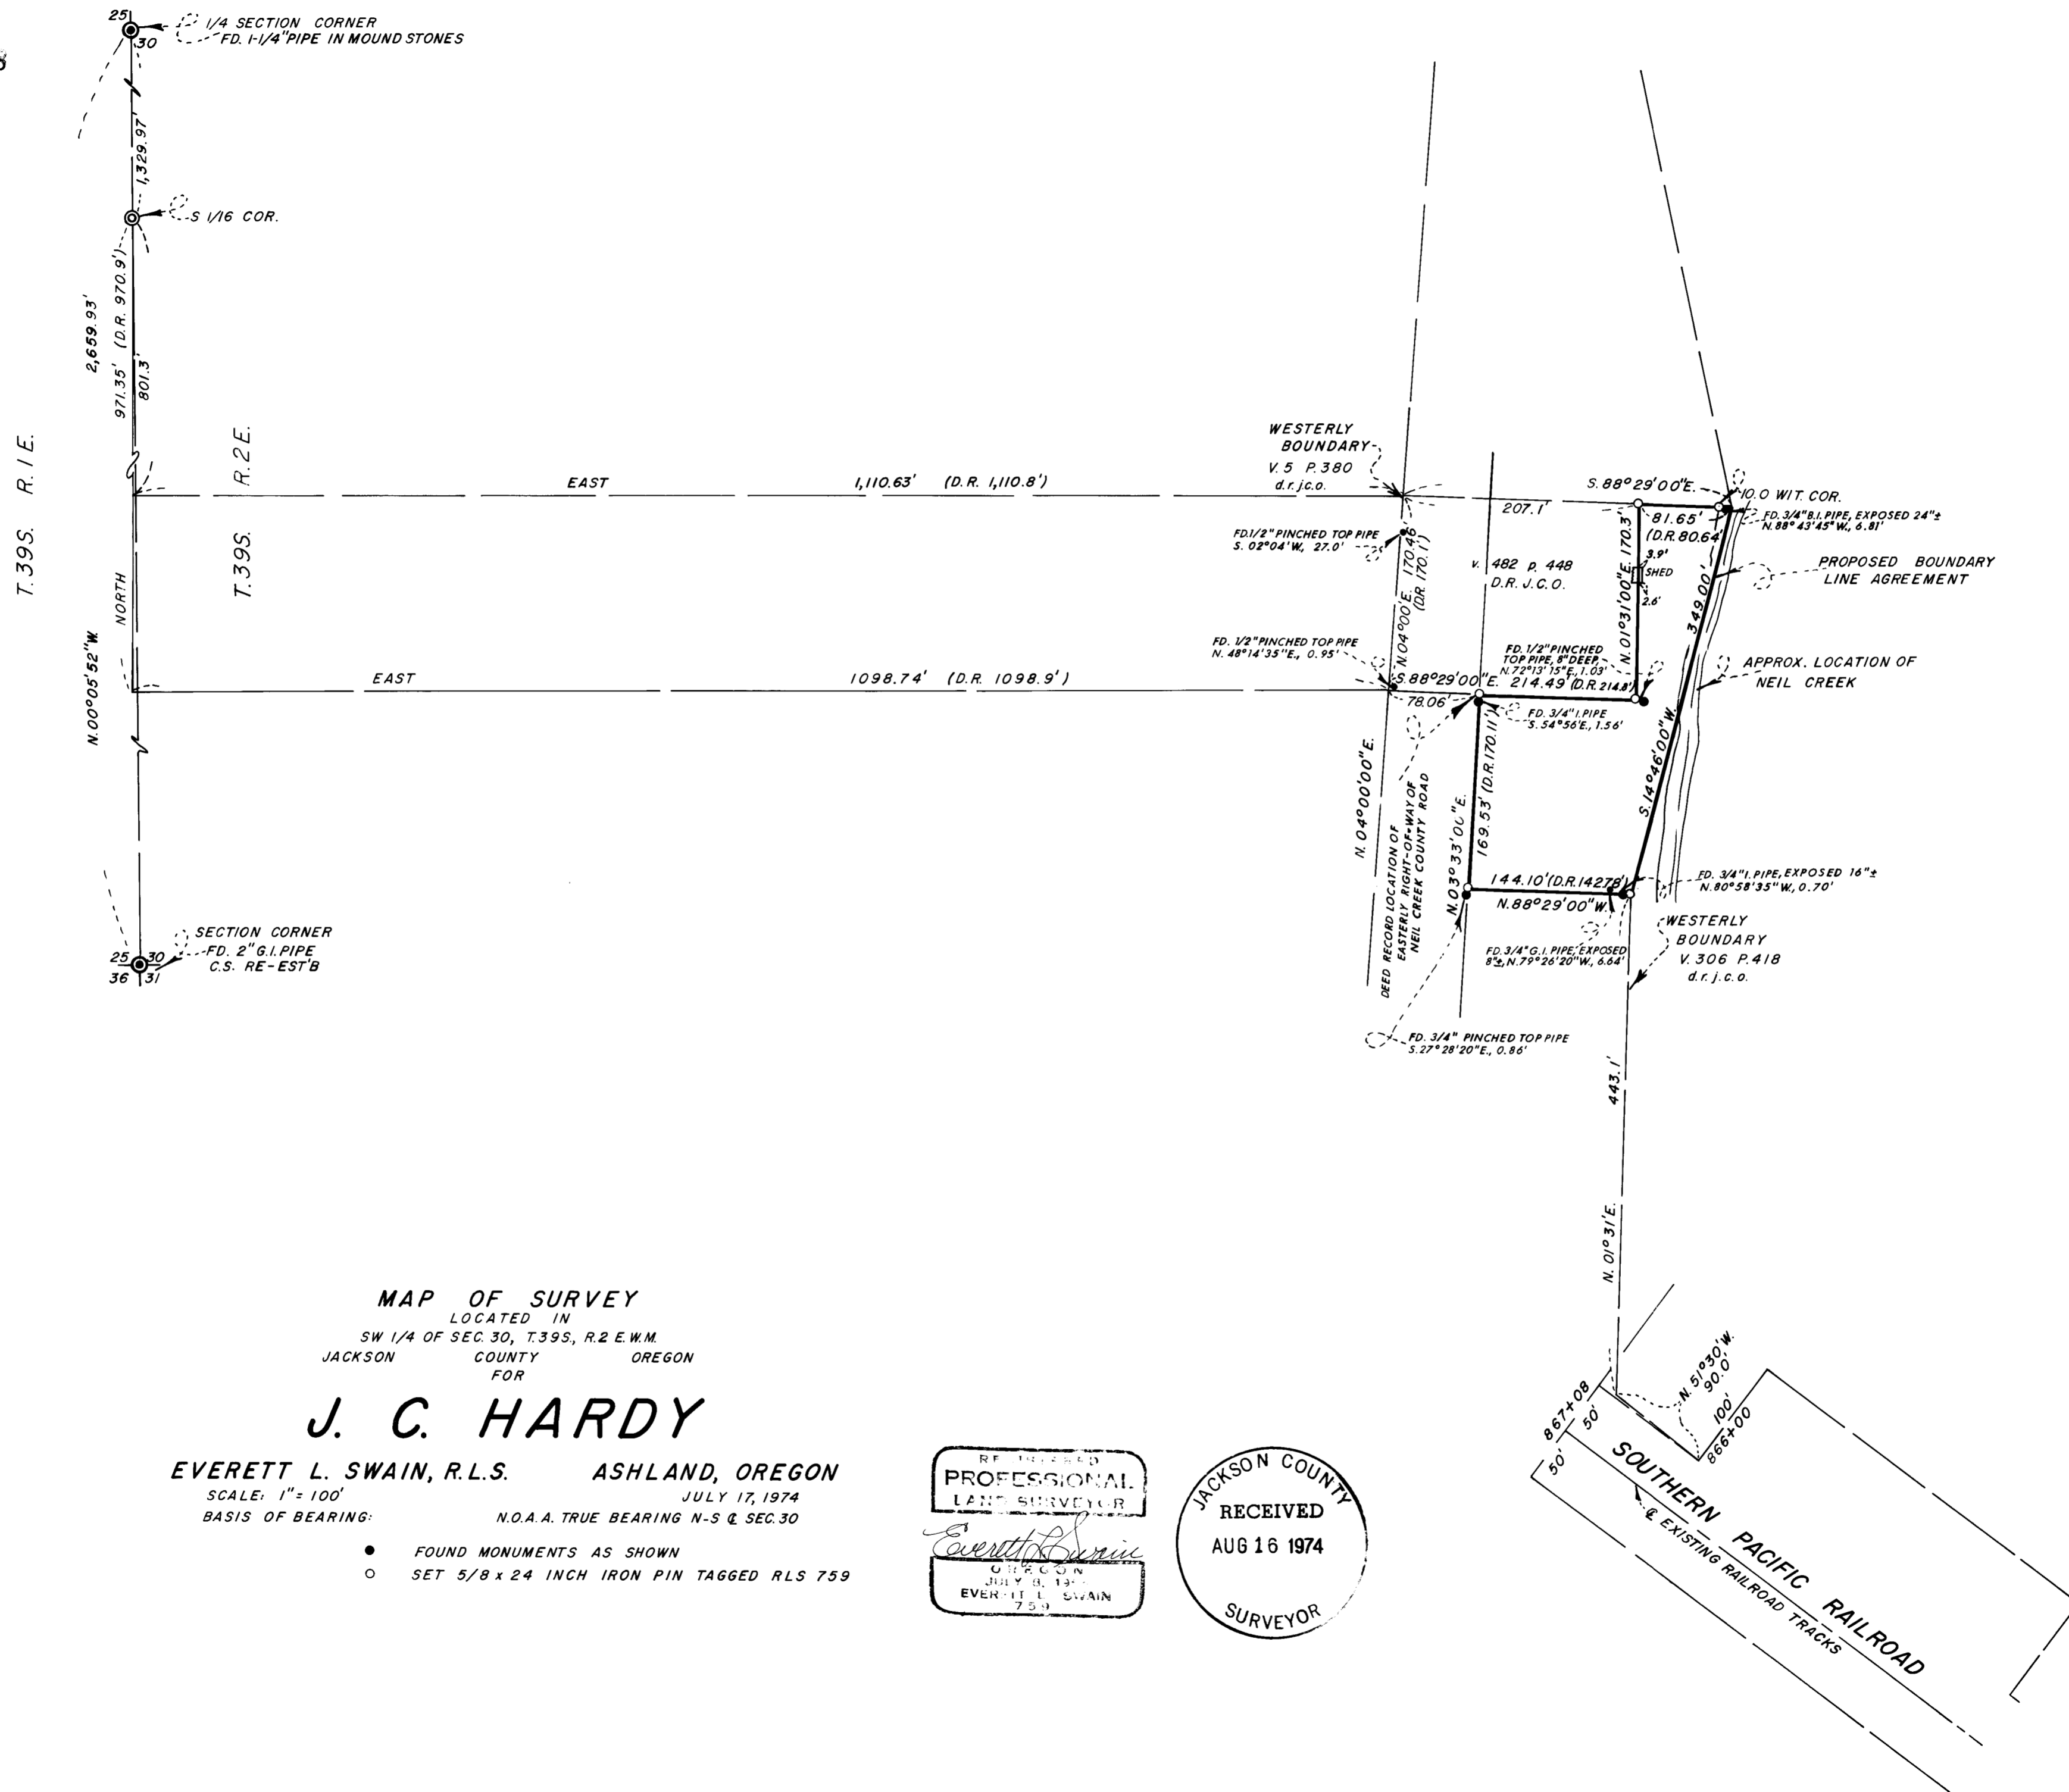 25
30
1/4 SECTION CORNER
FD. 1-1/4" PIPE IN MOUND STONES
1,329.97'
S 1/16 COR.
2,659.93'
971.35' (D.R. 970.9')
801.3'
T.39S. R.1E.
T.39S. R.2E.
NORTH
N.00°05'52"W.
EAST
1,110.63' (D.R. 1,110.8')
EAST
1098.74' (D.R. 1098.9')
SECTION CORNER
FD. 2" G.I.PIPE
C.S. RE-EST'B
25 30
36 31
WESTERLY
BOUNDARY
V. 5 P.380
d.r. j.c.o.
FD.1/2" PINCHED TOP PIPE
S. 02°04'W, 27.0'
N.04°00'E. 170.46'
(D.R. 170.1')
FD. 1/2" PINCHED TOP PIPE
N. 48°14'35"E., 0.95'
207.1'
v. 482 p. 448
D.R. J.C.O.
S.88°29'00"E.
81.65'
(D.R.80.64')
10.0 WIT. COR.
FD. 3/4" B.I. PIPE, EXPOSED 24"±
N.88°43'45"W., 6.81'
N.01°31'00"E. 170.3'
3.9'
SHED
2.6'
PROPOSED BOUNDARY
LINE AGREEMENT
349.00'
S.14°46'00"W.
APPROX. LOCATION OF
NEIL CREEK
FD. 1/2" PINCHED
TOP PIPE, 8" DEEP,
N.72°13'15"E., 1.03'
S.88°29'00"E. 214.49' (D.R. 214.8')
78.06'
FD. 3/4" I.PIPE
S.54°56'E., 1.56'
N. 04°00'00"E.
DEED RECORD LOCATION OF
EASTERLY RIGHT-OF-WAY OF
NEIL CREEK COUNTY ROAD
N.03°33'00"E.
169.53' (D.R.170.11')
144.10' (D.R.142.78')
N.88°29'00"W.
FD. 3/4" I.PIPE, EXPOSED 16"±
N.80°58'35"W., 0.70'
FD. 3/4" G.I. PIPE, EXPOSED
8"±, N.79°26'20"W., 6.64'
WESTERLY
BOUNDARY
V. 306 P.418
d.r. j.c.o.
FD. 3/4" PINCHED TOP PIPE
S.27°28'20"E., 0.86'
443.1'
N. 01°31'E.
N. 51°30'W.
90.0'
867+08
50'
50'
100'
866+00
SOUTHERN PACIFIC RAILROAD
℄ EXISTING RAILROAD TRACKS
MAP OF SURVEY
LOCATED IN
SW 1/4 OF SEC. 30, T.39S., R.2 E.W.M.
JACKSON COUNTY OREGON
FOR
J. C. HARDY
EVERETT L. SWAIN, R.L.S. ASHLAND, OREGON
SCALE: 1" = 100' JULY 17, 1974
BASIS OF BEARING: N.O.A.A. TRUE BEARING N-S ℄ SEC.30
● FOUND MONUMENTS AS SHOWN
○ SET 5/8 x 24 INCH IRON PIN TAGGED RLS 759
REGISTERED
PROFESSIONAL
LAND SURVEYOR
Everett L Swain
OREGON
JULY 8, 19
EVERETT L. SWAIN
759
JACKSON COUNTY
RECEIVED
AUG 16 1974
SURVEYOR